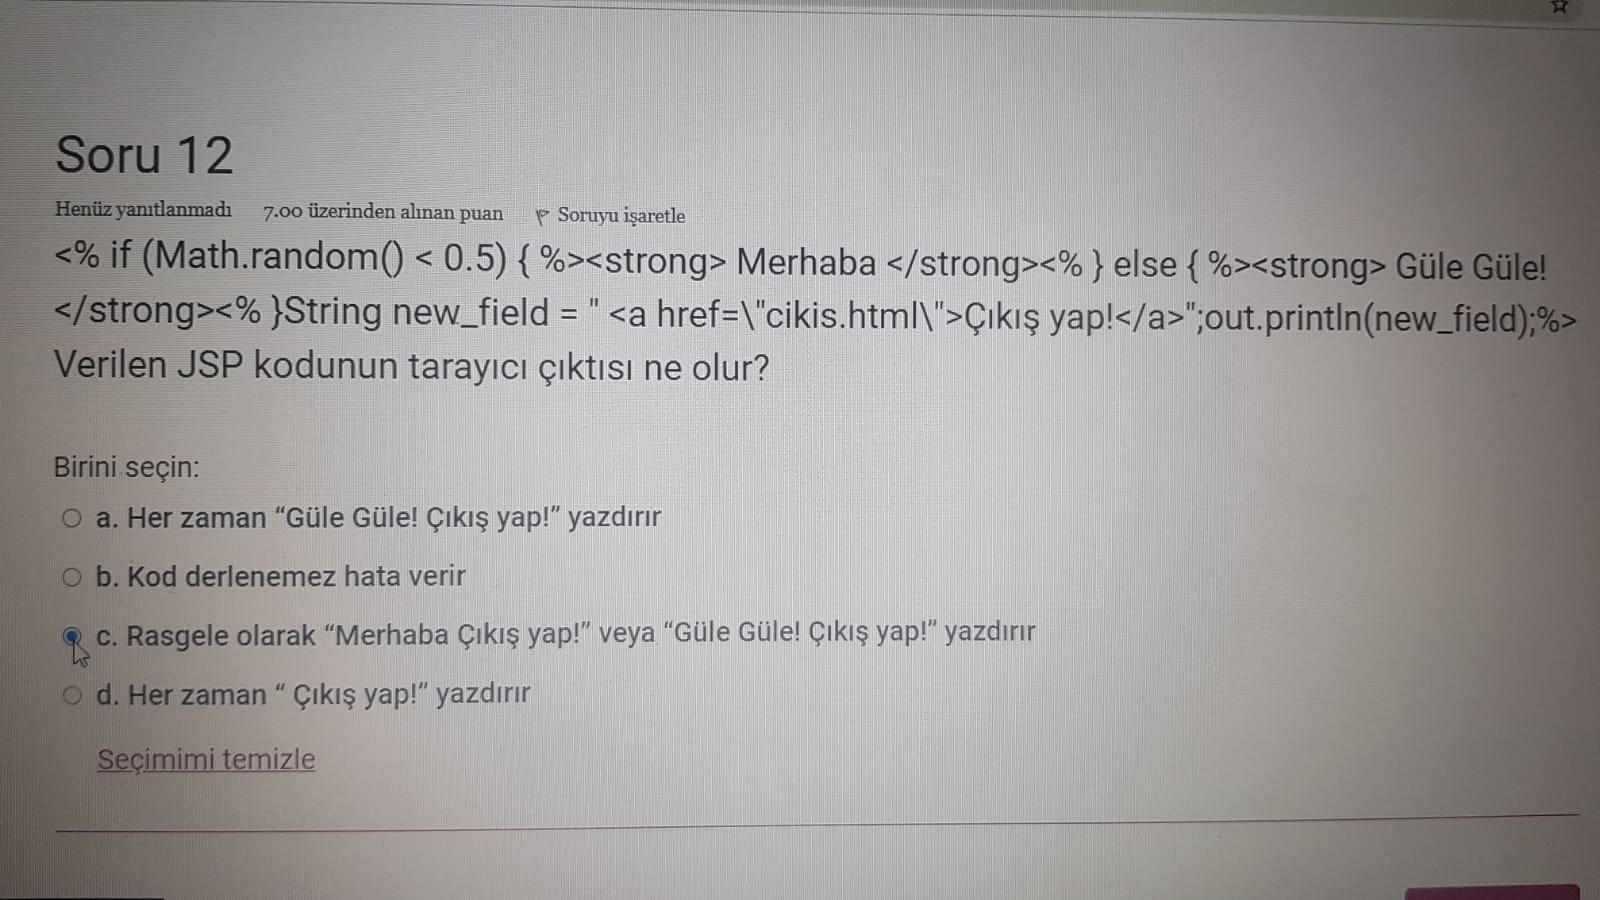 Soru 12
Henüz yanıtlanmadı 7.00 üzerinden alınan puan Soruyu işaretle
<% if (Math.random() < 0.5) { %><strong> Merhaba </strong><% } else { %><strong> Güle Güle!
</strong><% }String new_field = " <a href=\"cikis.html\">Çıkış yap!</a>";out.println(new_field);%>
Verilen JSP kodunun tarayıcı çıktısı ne olur?
Birini seçin:
a. Her zaman “Güle Güle! Çıkış yap!” yazdırır
b. Kod derlenemez hata verir
c. Rasgele olarak “Merhaba Çıkış yap!” veya “Güle Güle! Çıkış yap!” yazdırır
d. Her zaman “ Çıkış yap!” yazdırır
Seçimimi temizle